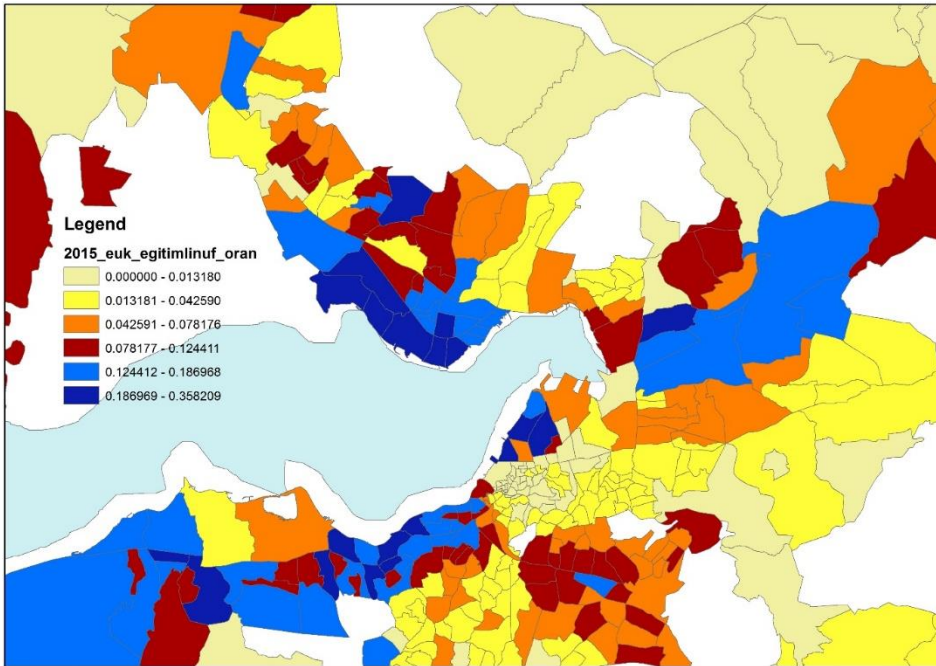 Legend
2015_euk_egitimlinuf_oran
0.000000 - 0.013180
0.013181 - 0.042590
0.042591 - 0.078176
0.078177 - 0.124411
0.124412 - 0.186968
0.186969 - 0.358209